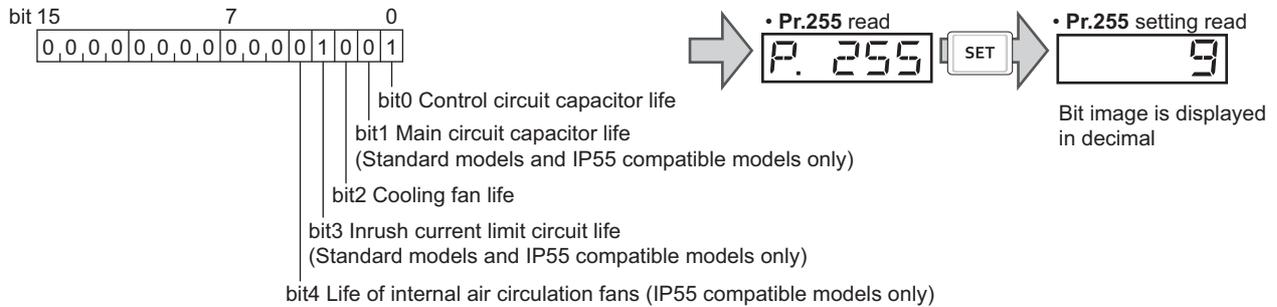 bit 15 7 0
0 0 0 0 0 0 0 0 0 0 0 0 1 0 0 1
bit0 Control circuit capacitor life
bit1 Main circuit capacitor life
(Standard models and IP55 compatible models only)
bit2 Cooling fan life
bit3 Inrush current limit circuit life
(Standard models and IP55 compatible models only)
bit4 Life of internal air circulation fans (IP55 compatible models only)
• Pr.255 read
P. 255
SET
• Pr.255 setting read
9
Bit image is displayed
in decimal